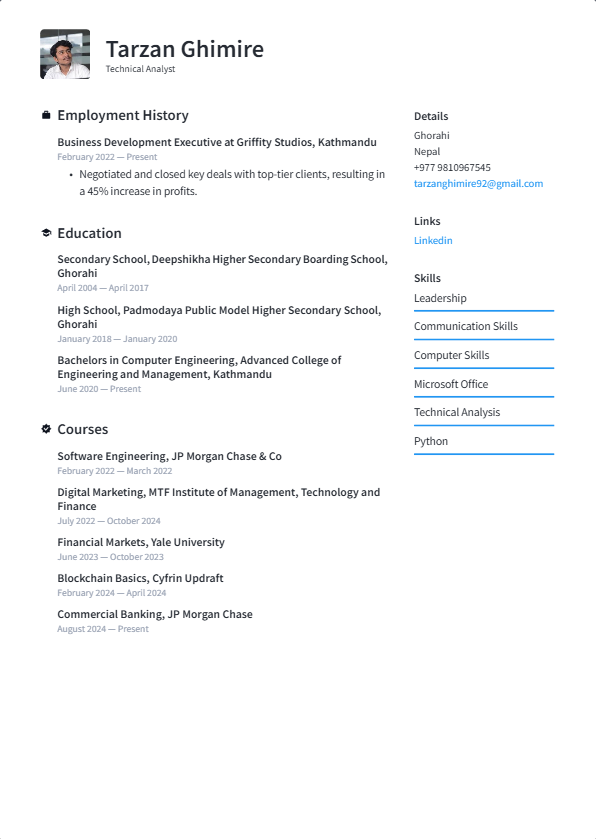 Tarzan Ghimire
Technical Analyst
Employment History
Business Development Executive at Griffity Studios, Kathmandu
February 2022 — Present
• Negotiated and closed key deals with top-tier clients, resulting in
a 45% increase in profits.
Education
Secondary School, Deepshikha Higher Secondary Boarding School,
Ghorahi
April 2004 — April 2017
High School, Padmodaya Public Model Higher Secondary School,
Ghorahi
January 2018 — January 2020
Bachelors in Computer Engineering, Advanced College of
Engineering and Management, Kathmandu
June 2020 — Present
Courses
Software Engineering, JP Morgan Chase & Co
February 2022 — March 2022
Digital Marketing, MTF Institute of Management, Technology and
Finance
July 2022 — October 2024
Financial Markets, Yale University
June 2023 — October 2023
Blockchain Basics, Cyfrin Updraft
February 2024 — April 2024
Commercial Banking, JP Morgan Chase
August 2024 — Present
Details
Ghorahi
Nepal
+977 9810967545
tarzanghimire92@gmail.com
Links
Linkedin
Skills
Leadership
Communication Skills
Computer Skills
Microsoft Office
Technical Analysis
Python